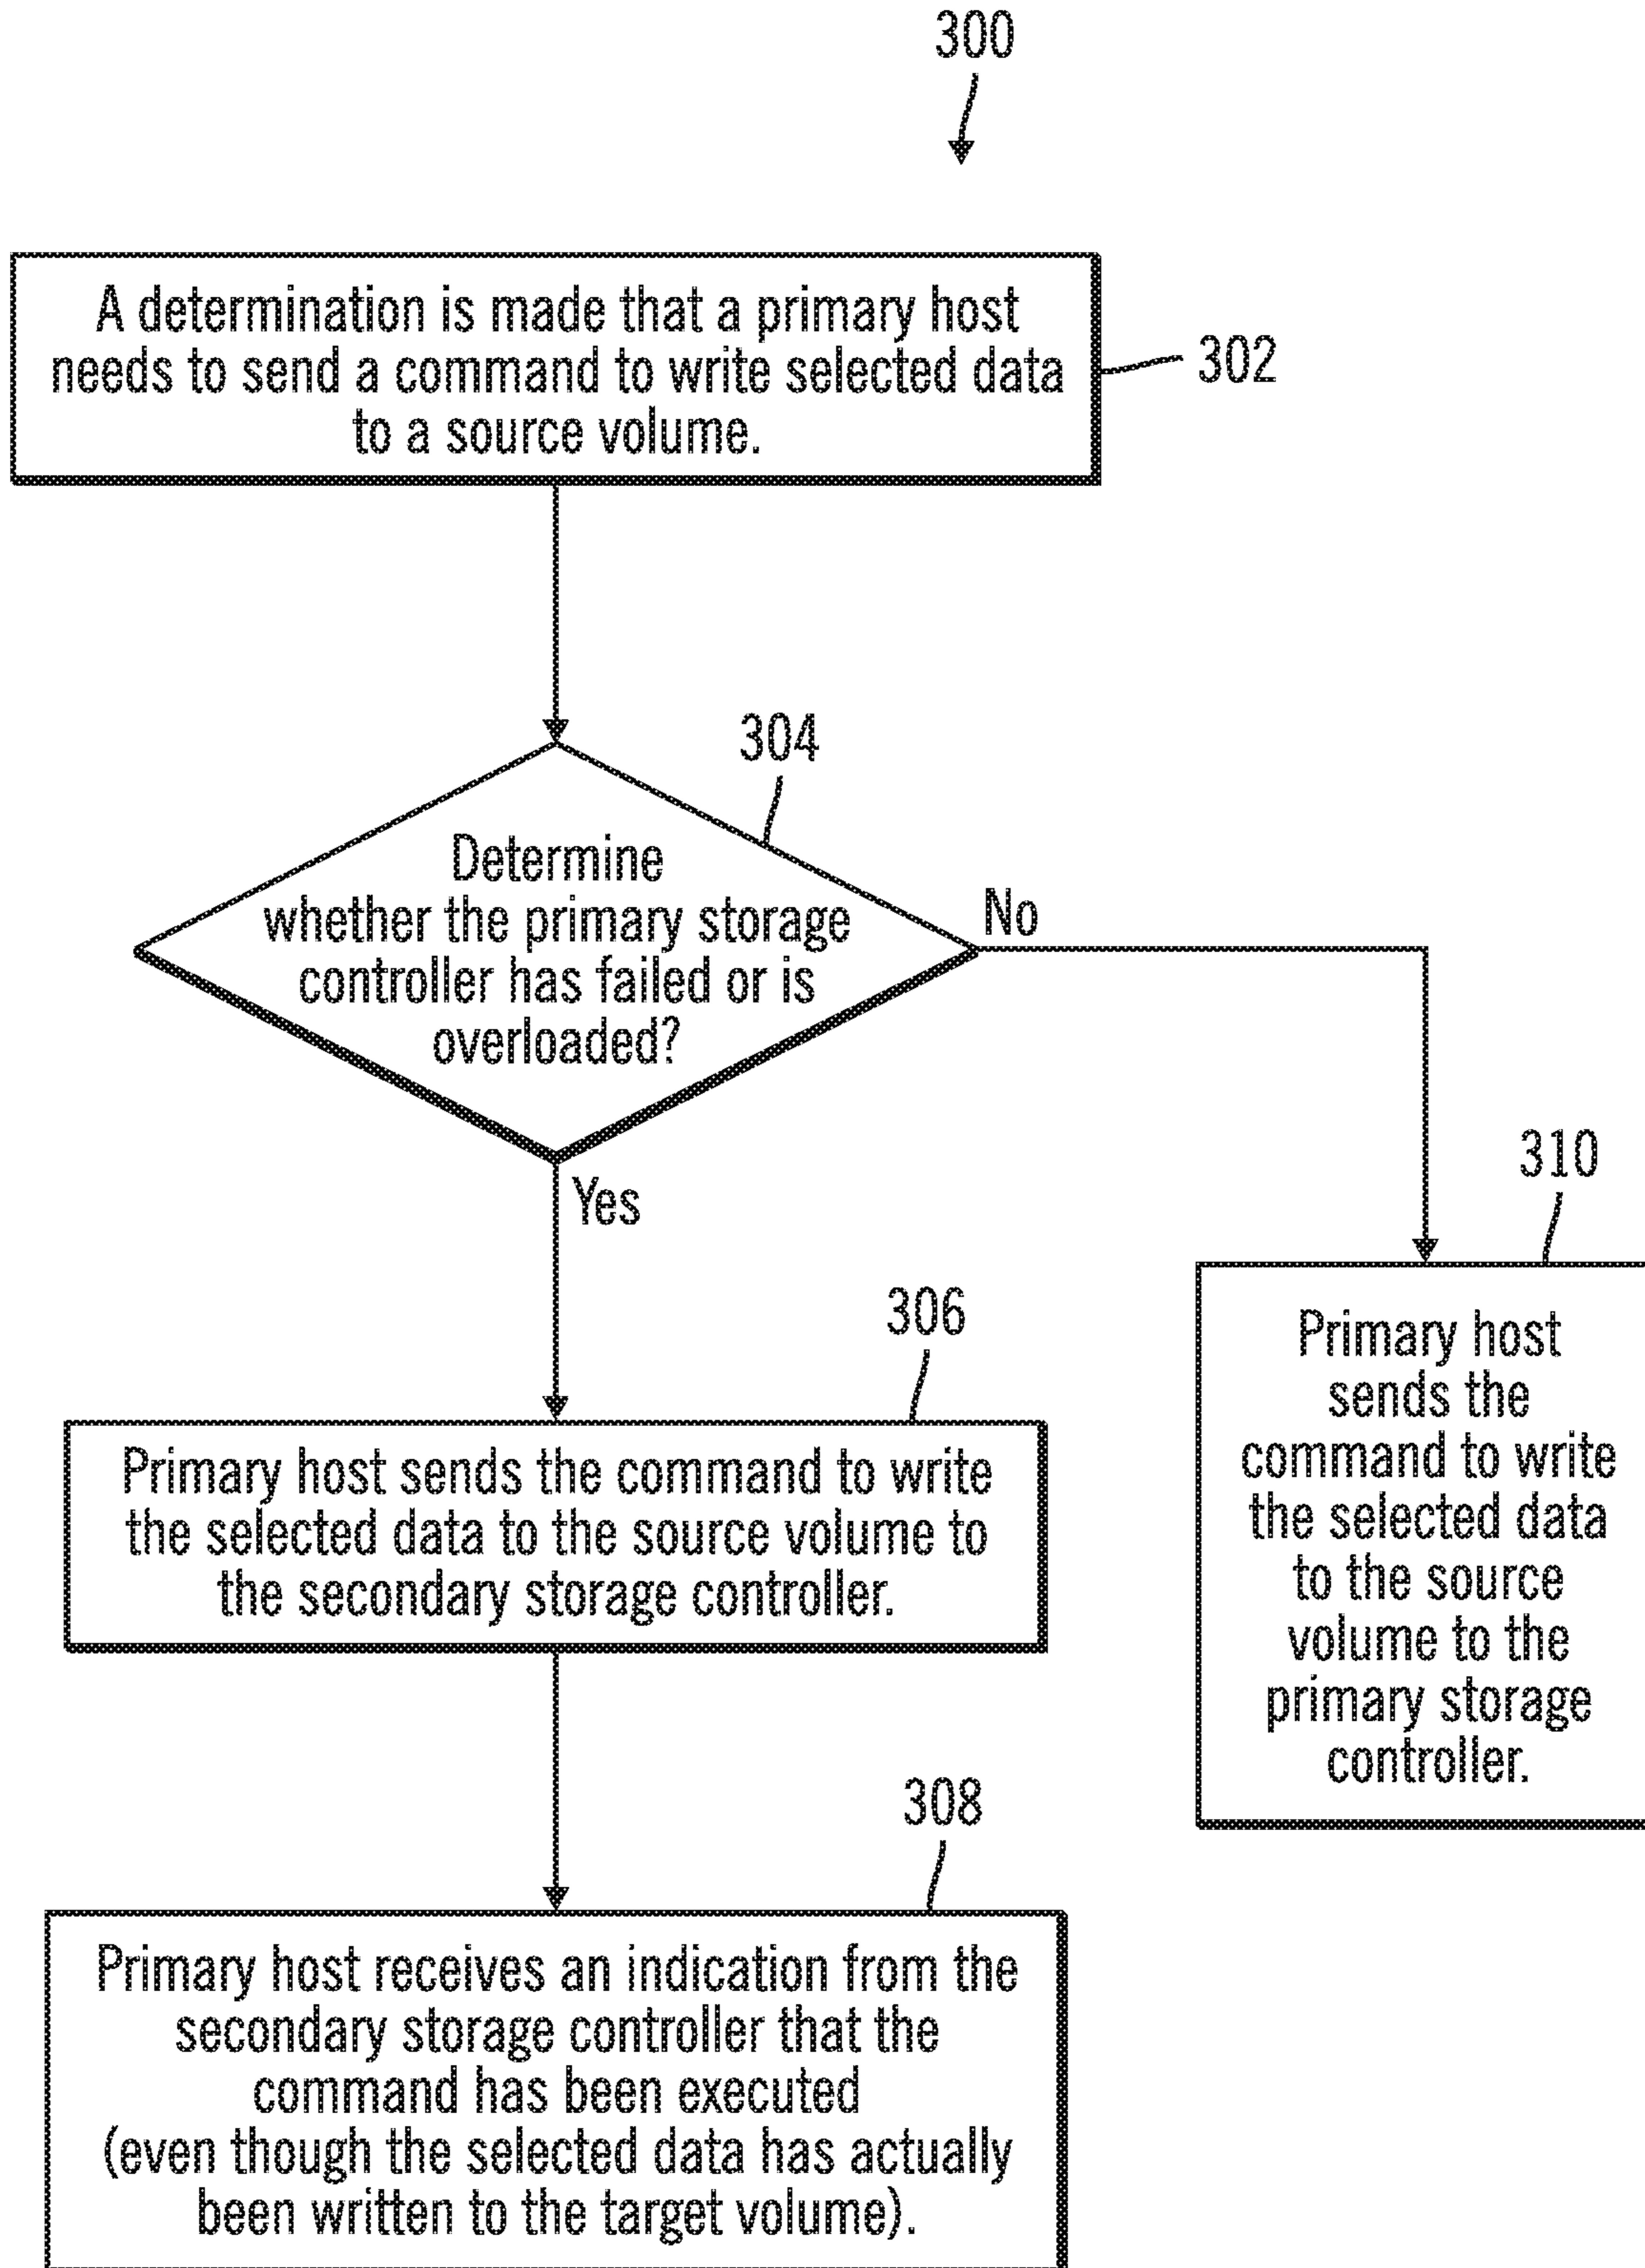 300
A determination is made that a primary host
needs to send a command to write selected data
to a source volume.
302
304
Determine
whether the primary storage
controller has failed or is
overloaded?
No
Yes
306
Primary host sends the command to write
the selected data to the source volume to
the secondary storage controller.
310
Primary host
sends the
command to write
the selected data
to the source
volume to the
primary storage
controller.
308
Primary host receives an indication from the
secondary storage controller that the
command has been executed
(even though the selected data has actually
been written to the target volume).